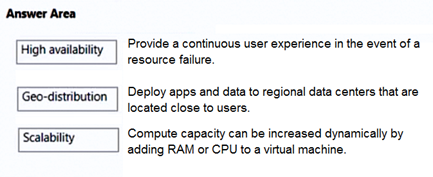 Answer Area
High availability
Provide a continuous user experience in the event of a
resource failure.
Geo-distribution
Deploy apps and data to regional data centers that are
located close to users.
Scalability
Compute capacity can be increased dynamically by
adding RAM or CPU to a virtual machine.